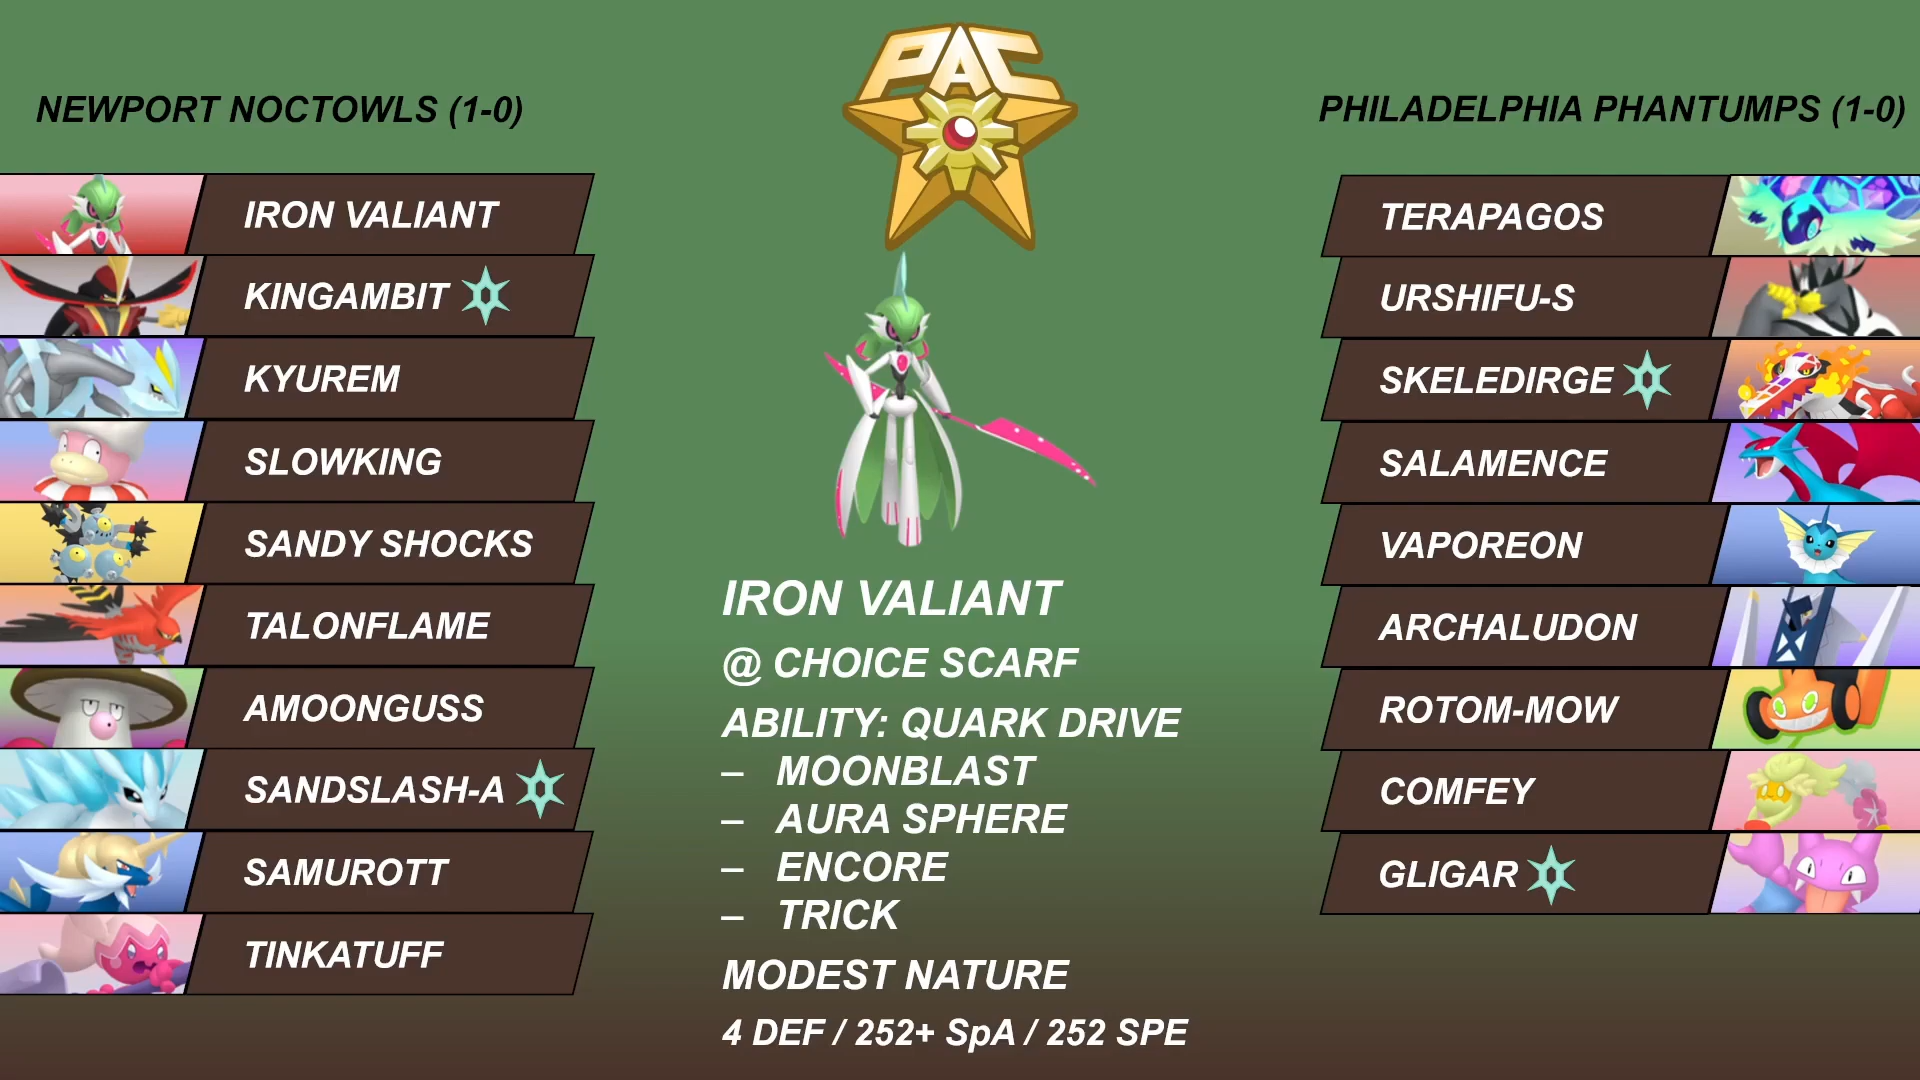 PAC
NEWPORT NOCTOWLS (1-0)
IRON VALIANT
KINGAMBIT
KYUREM
SLOWKING
SANDY SHOCKS
TALONFLAME
AMOONGUSS
SANDSLASH-A
SAMUROTT
TINKATUFF
IRON VALIANT
@ CHOICE SCARF
ABILITY: QUARK DRIVE
– MOONBLAST
– AURA SPHERE
– ENCORE
– TRICK
MODEST NATURE
4 DEF / 252+ SpA / 252 SPE
PHILADELPHIA PHANTUMPS (1-0)
TERAPAGOS
URSHIFU-S
SKELEDIRGE
SALAMENCE
VAPOREON
ARCHALUDON
ROTOM-MOW
COMFEY
GLIGAR